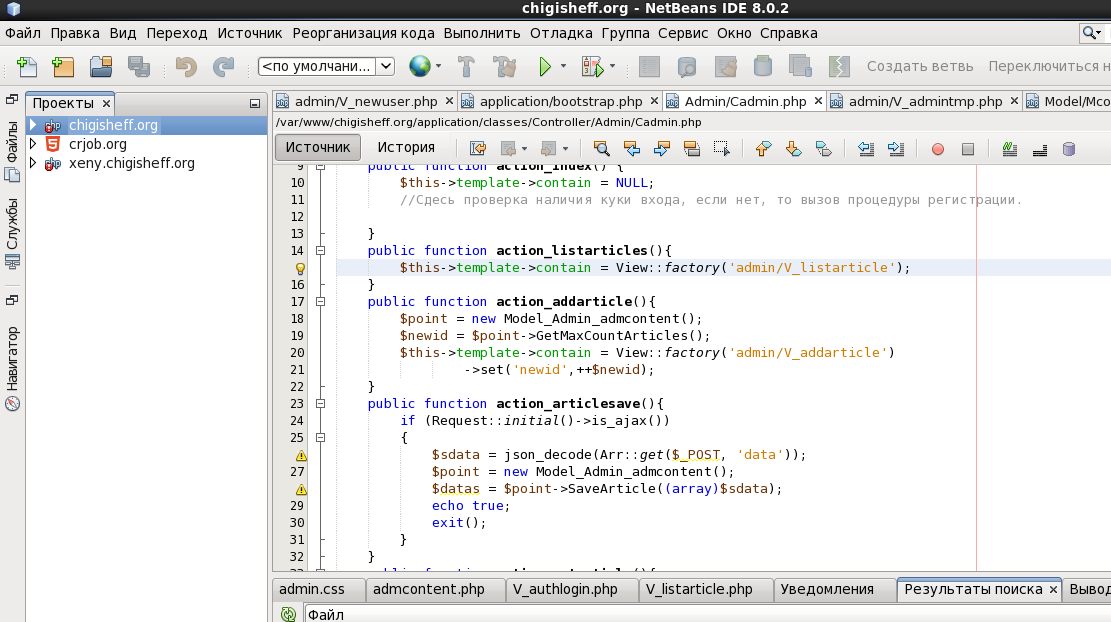 chigisheff.org - NetBeans IDE 8.0.2
Файл Правка Вид Переход Источник Реорганизация кода Выполнить Отладка Группа Сервис Окно Справка
<по умолчани... Создать ветвь Переключиться н
Проекты
chigisheff.org
crjob.org
xeny.chigisheff.org
Файлы
Службы
Навигатор
admin/V_newuser.php application/bootstrap.php Admin/Cadmin.php admin/V_admintmp.php Model/Mco
/var/www/chigisheff.org/application/classes/Controller/Admin/Cadmin.php
Источник История
9 public function action_index() {
10 $this->template->contain = NULL;
11 //Сдесь проверка наличия куки входа, если нет, то вызов процедуры регистрации.
12
13 }
14 public function action_listarticles(){
$this->template->contain = View::factory('admin/V_listarticle');
16 }
17 public function action_addarticle(){
18 $point = new Model_Admin_admcontent();
19 $newid = $point->GetMaxCountArticles();
20 $this->template->contain = View::factory('admin/V_addarticle')
21 ->set('newid',++$newid);
22 }
23 public function action_articlesave(){
24 if (Request::initial()->is_ajax())
25 {
$sdata = json_decode(Arr::get($_POST, 'data'));
27 $point = new Model_Admin_admcontent();
$datas = $point->SaveArticle((array)$sdata);
29 echo true;
30 exit();
31 }
32 }
admin.css admcontent.php V_authlogin.php V_listarticle.php Уведомления Результаты поиска Вывод
Файл